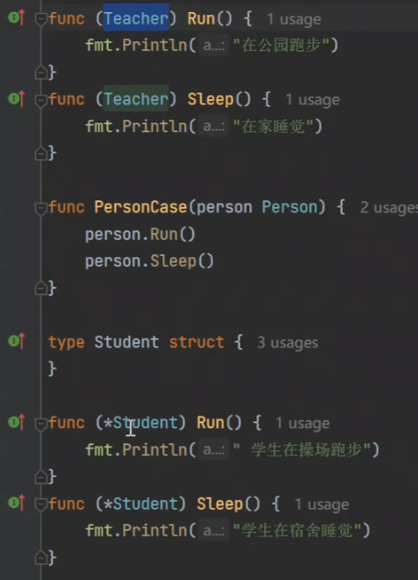 func (Teacher) Run() { 1 usage
fmt.Println( a…: "在公园跑步")
}
func (Teacher) Sleep() { 1 usage
fmt.Println( a…: "在家睡觉")
}
func PersonCase(person Person) { 2 usages
person.Run()
person.Sleep()
}
type Student struct { 3 usages
}
func (*Student) Run() { 1 usage
fmt.Println( a…: " 学生在操场跑步")
}
func (*Student) Sleep() { 1 usage
fmt.Println( a…: "学生在宿舍睡觉")
}